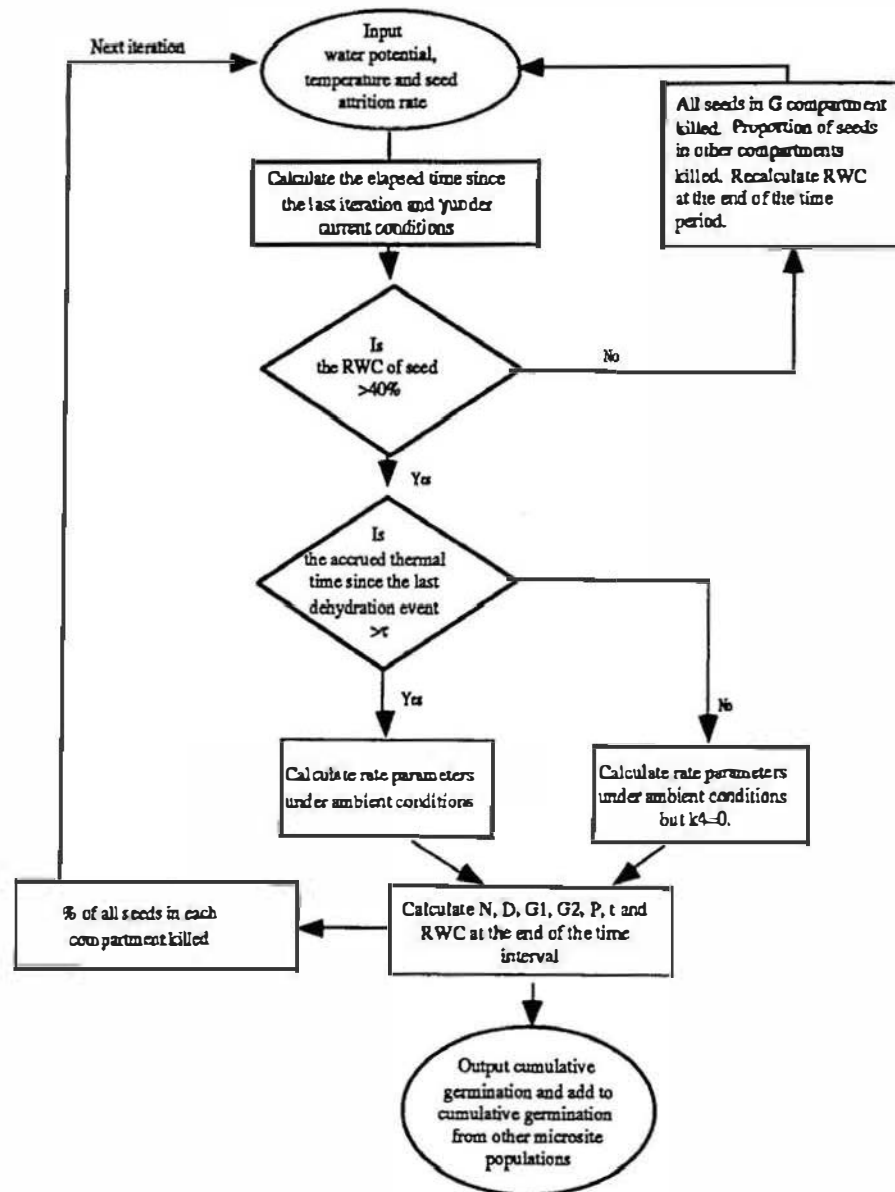 Next iteration
Input
water potential,
temperature and seed
attrition rate
All seeds in G compartment
killed. Proportion of seeds
in other compartments
killed. Recalculate RWC
at the end of the time
period.
Calculate the elapsed time since
the last iteration and ψunder
current conditions
Is
the RWC of seed
>40%
No
Yes
Is
the accrued thermal
time since the last
dehydration event
>τ
Yes
No
Calculate rate parameters
under ambient conditions
Calculate rate parameters
under ambient conditions
but k4=0.
% of all seeds in each
compartment killed
Calculate N, D, G1, G2, P, t and
RWC at the end of the time
interval
Output cumulative
germination and add to
cumulative germination
from other microsite
populations